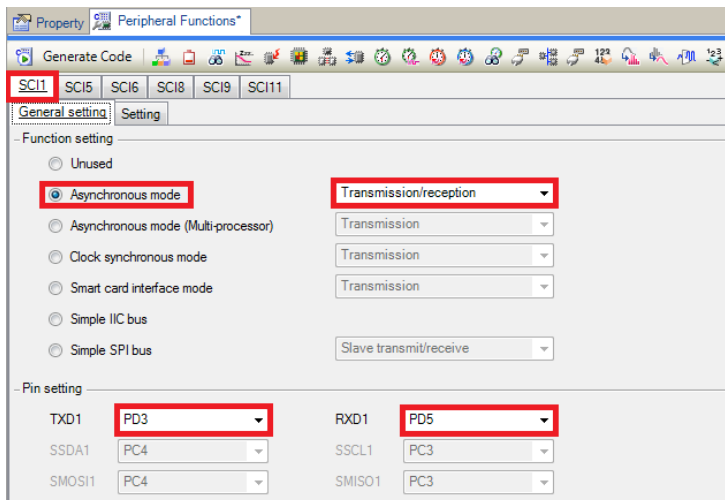 Property Peripheral Functions*
Generate Code
SCI1 SCI5 SCI6 SCI8 SCI9 SCI11
General setting Setting
Function setting
Unused
Asynchronous mode Transmission/reception
Asynchronous mode (Multi-processor) Transmission
Clock synchronous mode Transmission
Smart card interface mode Transmission
Simple IIC bus
Simple SPI bus Slave transmit/receive
Pin setting
TXD1 PD3 RXD1 PD5
SSDA1 PC4 SSCL1 PC3
SMOSI1 PC4 SMISO1 PC3